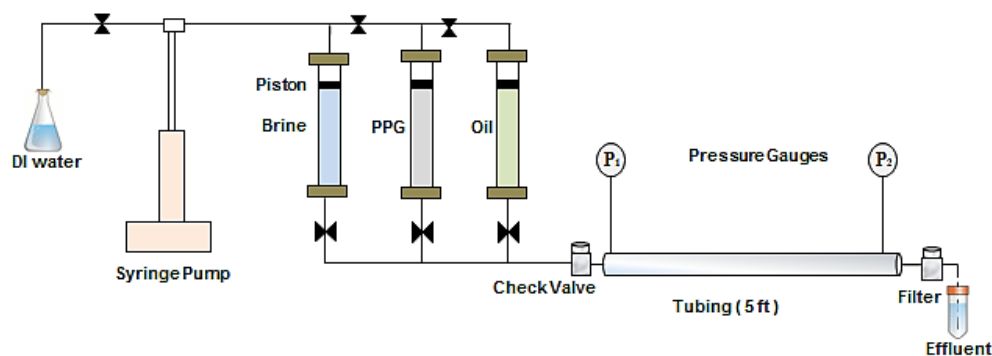 Piston
Brine
PPG
Oil
DI water
Syringe Pump
P1
Pressure Gauges
P2
Check Valve
Tubing ( 5 ft )
Filter
Effluent